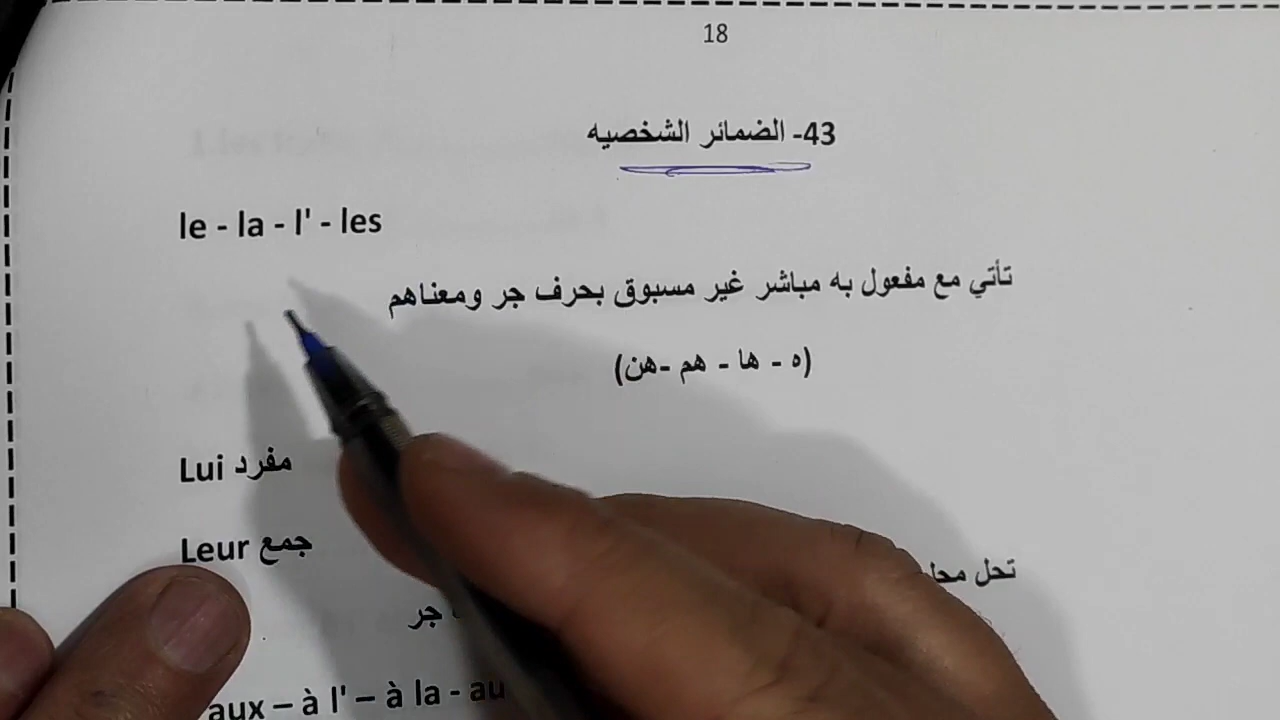 18
43- الضمائر الشخصيه
le - la - l' - les
تأتي مع مفعول به مباشر غير مسبوق بحرف جر ومعناهم
(ه - ها - هم -هن)
Lui مفرد
Leur جمع
تحل محل
جر
aux – à l' – à la - au